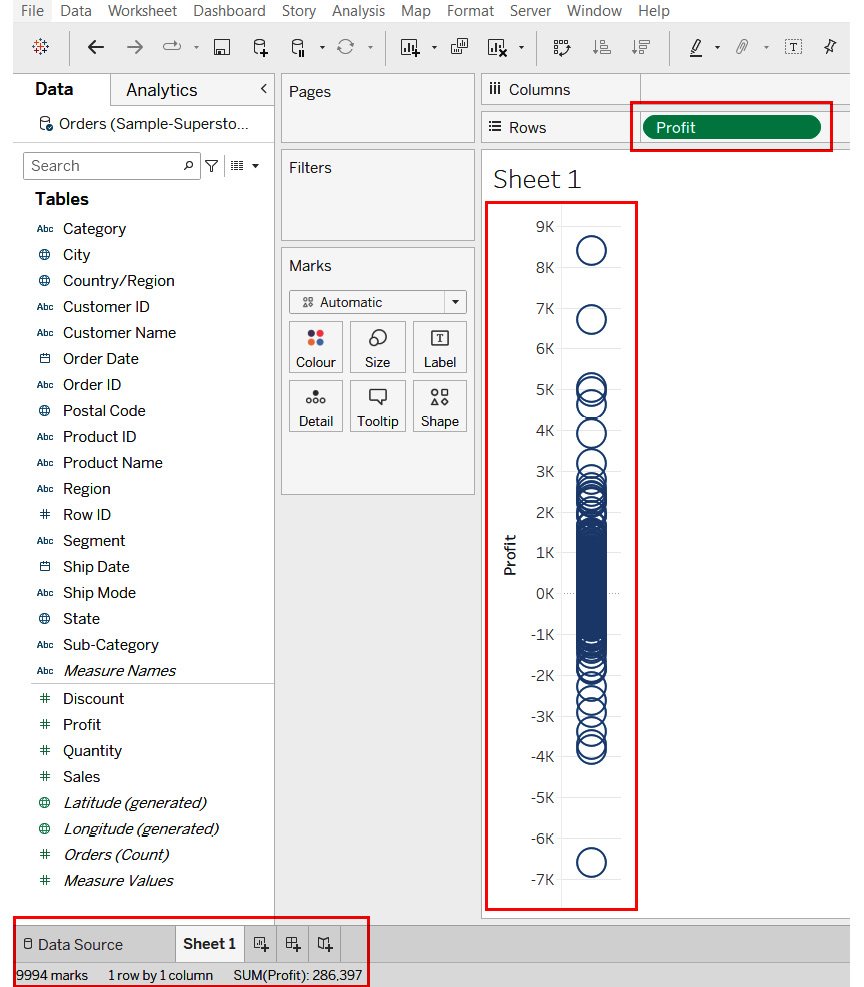 File Data Worksheet Dashboard Story Analysis Map Format Server Window Help
Data Analytics
Orders (Sample-Supersto...
Search
Tables
Abc Category
City
Country/Region
Abc Customer ID
Abc Customer Name
Order Date
Abc Order ID
Postal Code
Abc Product ID
Abc Product Name
Abc Region
# Row ID
Abc Segment
Ship Date
Abc Ship Mode
State
Abc Sub-Category
Abc Measure Names
# Discount
# Profit
# Quantity
# Sales
Latitude (generated)
Longitude (generated)
# Orders (Count)
# Measure Values
Pages
Filters
Marks
Automatic
Colour Size Label
Detail Tooltip Shape
Columns
Rows Profit
Sheet 1
9K
8K
7K
6K
5K
4K
3K
2K
1K
0K
-1K
-2K
-3K
-4K
-5K
-6K
-7K
Profit
Data Source Sheet 1
9994 marks 1 row by 1 column SUM(Profit): 286,397